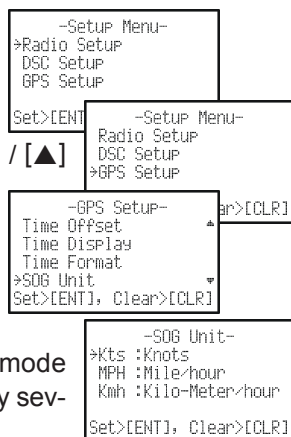 -Setup Menu-
→Radio Setup
DSC Setup
GPS Setup
Set>[ENT
/ [▲]
-Setup Menu-
Radio Setup
DSC Setup
→GPS Setup
ar>[CLR]
-GPS Setup-
Time Offset
Time Display
Time Format
→SOG Unit
Set>[ENT], Clear>[CLR]
mode
y sev-
-SOG Unit-
→Kts :Knots
MPH :Mile/hour
Kmh :Kilo-Meter/hour
Set>[ENT], Clear>[CLR]